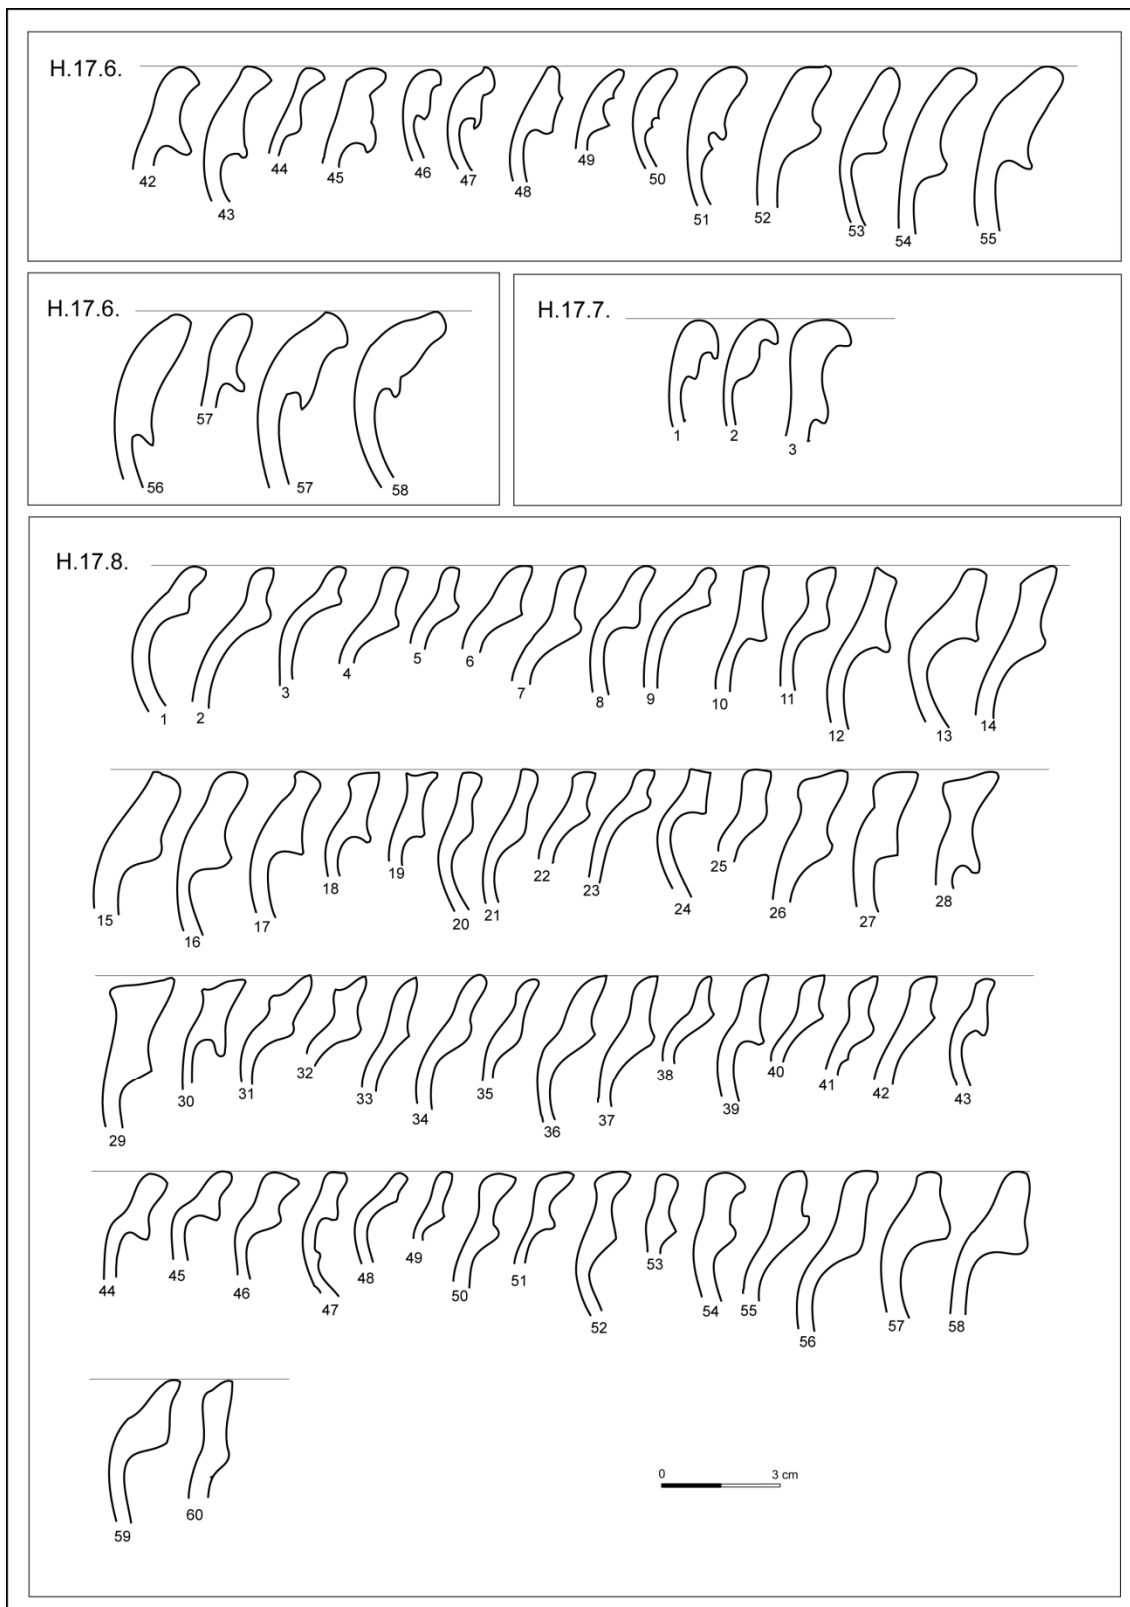 H.17.6.
42 43 44 45 46 47 48 49 50 51 52 53 54 55
H.17.6.
56 57 57 58
H.17.7.
1 2 3
H.17.8.
1 2 3 4 5 6 7 8 9 10 11 12 13 14
15 16 17 18 19 20 21 22 23 24 25 26 27 28
29 30 31 32 33 34 35 36 37 38 39 40 41 42 43
44 45 46 47 48 49 50 51 52 53 54 55 56 57 58
59 60
0 3 cm